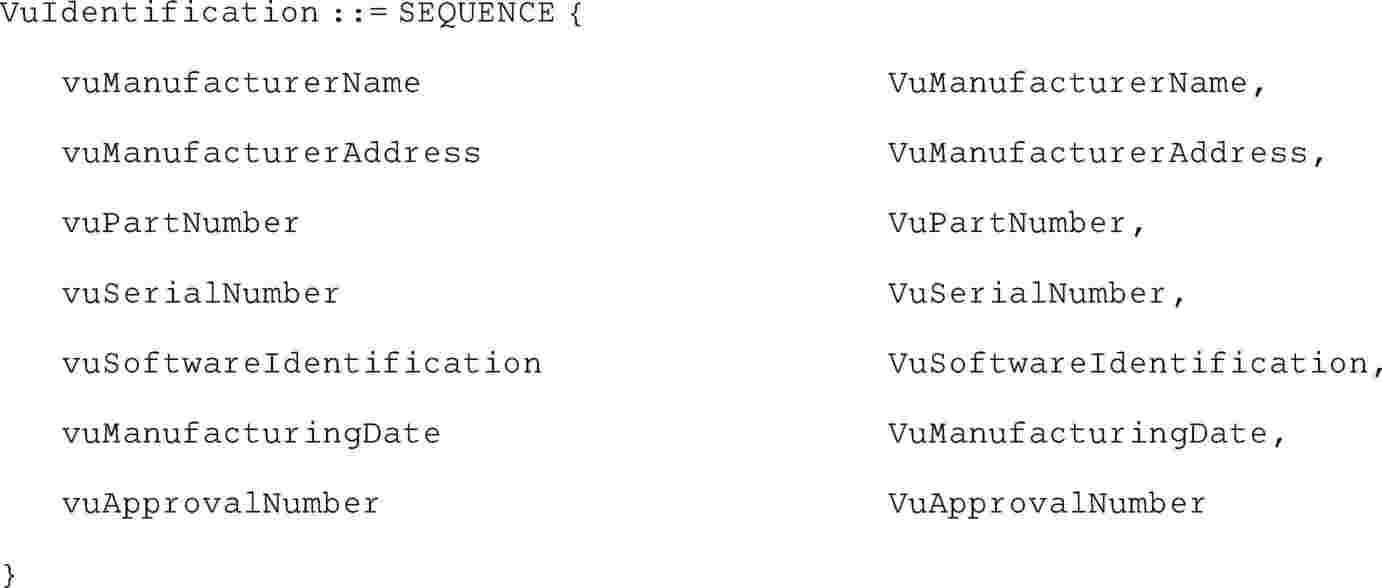 VuIdentification ::= SEQUENCE {
vuManufacturerName VuManufacturerName,
vuManufacturerAddress VuManufacturerAddress,
vuPartNumber VuPartNumber,
vuSerialNumber VuSerialNumber,
vuSoftwareIdentification VuSoftwareIdentification,
vuManufacturingDate VuManufacturingDate,
vuApprovalNumber VuApprovalNumber
}